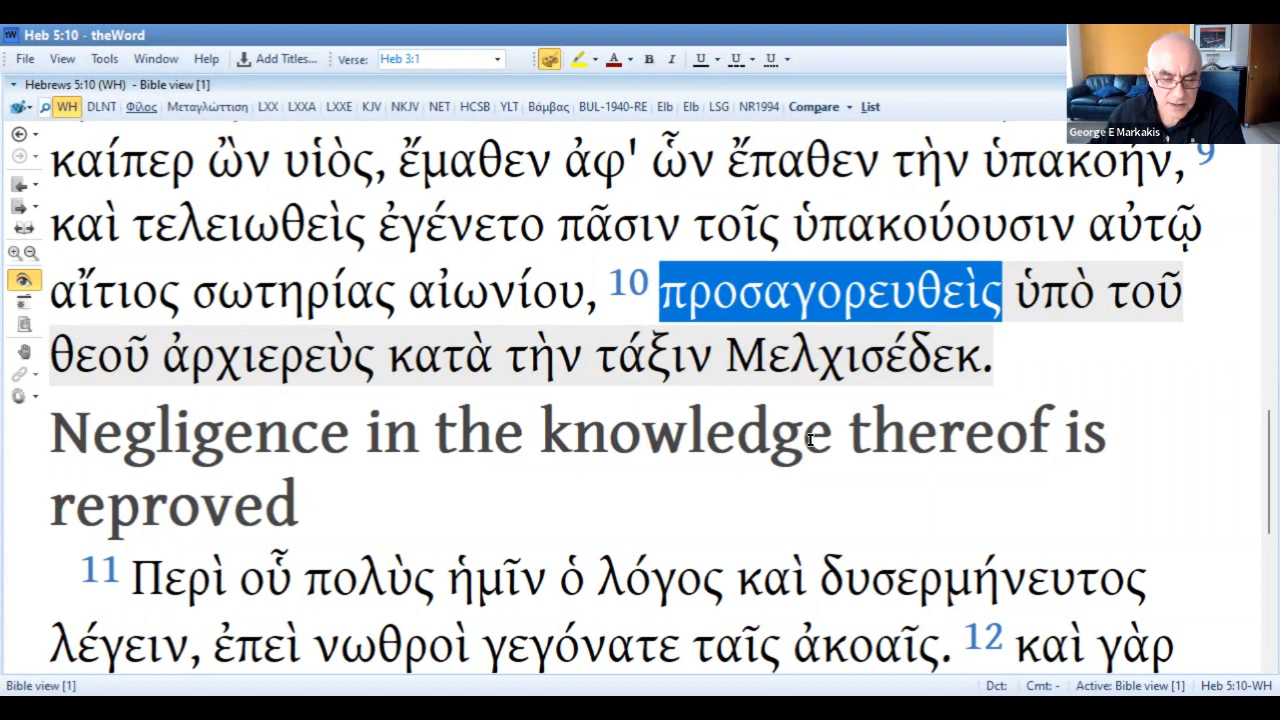 Heb 5:10 - theWord
File View Tools Window Help Add Titles... Verse: Heb 3:1 A B I U U U
Hebrews 5:10 (WH) - Bible view [1]
WH DLNT Φίλος Μεταγλώττιση LXX LXXA LXXE KJV NKJV NET HCSB YLT Βάμβας BUL-1940-RE Elb Elb LSG NR1994 Compare List
George E Markakis
καίπερ ὢν υἱὸς, ἔμαθεν ἀφ' ὧν ἔπαθεν τὴν ὑπακοήν, 9
καὶ τελειωθεὶς ἐγένετο πᾶσιν τοῖς ὑπακούουσιν αὐτῷ
αἴτιος σωτηρίας αἰωνίου, 10 προσαγορευθεὶς ὑπὸ τοῦ
θεοῦ ἀρχιερεὺς κατὰ τὴν τάξιν Μελχισέδεκ.
Negligence in the knowledge thereof is
reproved
11 Περὶ οὗ πολὺς ἡμῖν ὁ λόγος καὶ δυσερμήνευτος
λέγειν, ἐπεὶ νωθροὶ γεγόνατε ταῖς ἀκοαῖς. 12 καὶ γὰρ
Bible view [1] Dct: Cmt: - Active: Bible view [1] Heb 5:10-WH